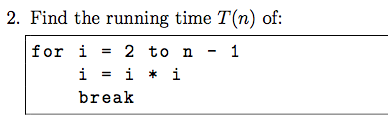 2. Find the running time T(n) of:
for i = 2 to n - 1
i = i * i
break